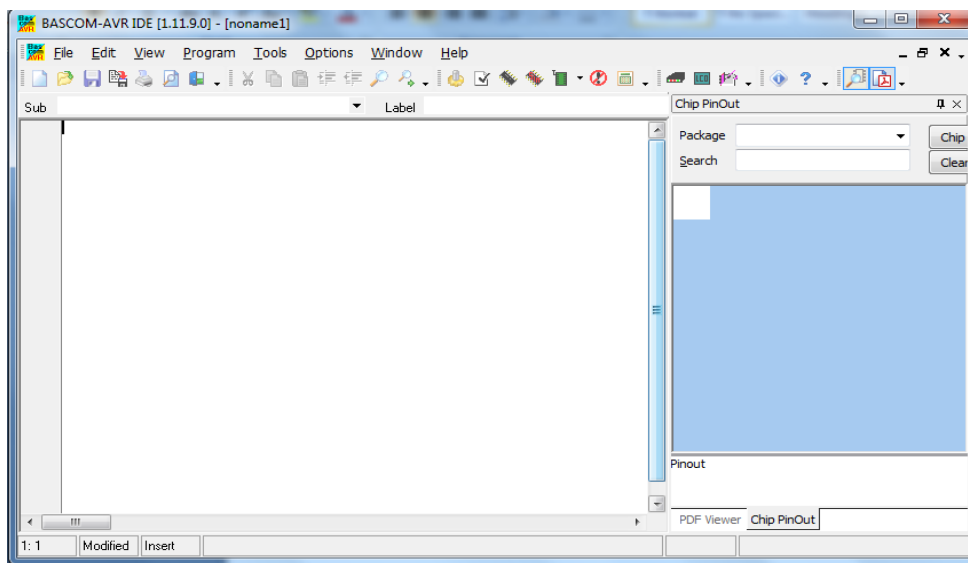 BASCOM-AVR IDE [1.11.9.0] - [noname1]
File Edit View Program Tools Options Window Help
Sub Label
Chip PinOut
Package Chip
Search Clear
Pinout
PDF Viewer Chip PinOut
1: 1 Modified Insert